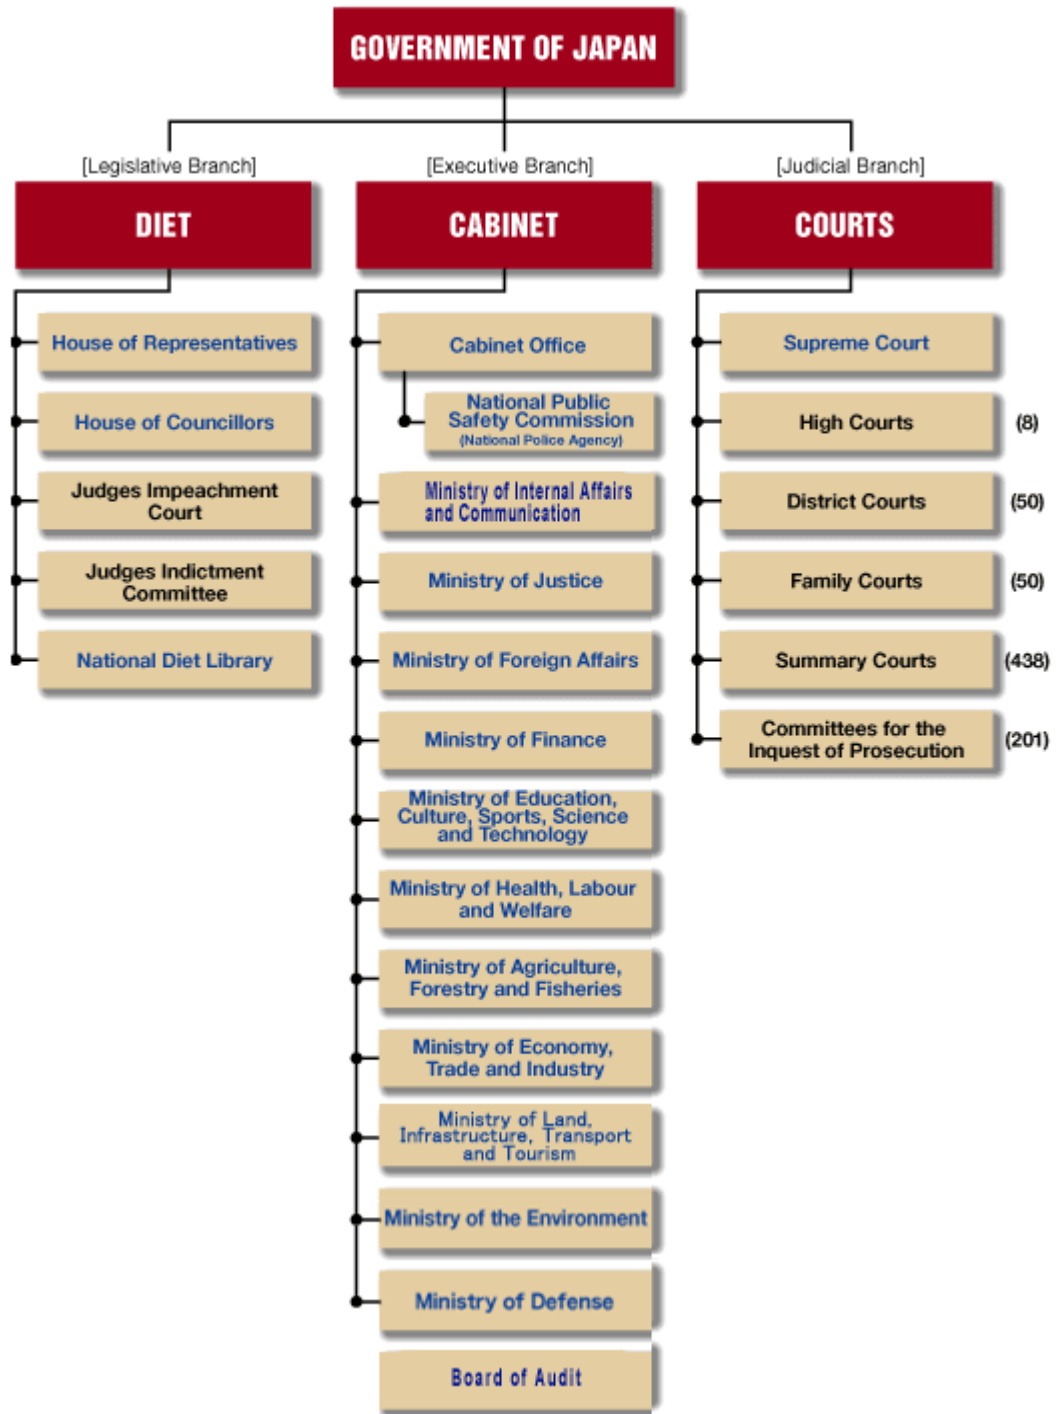 GOVERNMENT OF JAPAN
[Legislative Branch]
DIET
House of Representatives
House of Councillors
Judges Impeachment
Court
Judges Indictment
Committee
National Diet Library
[Executive Branch]
CABINET
Cabinet Office
National Public
Safety Commission
(National Police Agency)
Ministry of Internal Affairs
and Communication
Ministry of Justice
Ministry of Foreign Affairs
Ministry of Finance
Ministry of Education,
Culture, Sports, Science
and Technology
Ministry of Health, Labour
and Welfare
Ministry of Agriculture,
Forestry and Fisheries
Ministry of Economy,
Trade and Industry
Ministry of Land,
Infrastructure, Transport
and Tourism
Ministry of the Environment
Ministry of Defense
Board of Audit
[Judicial Branch]
COURTS
Supreme Court
High Courts (8)
District Courts (50)
Family Courts (50)
Summary Courts (438)
Committees for the
Inquest of Prosecution (201)